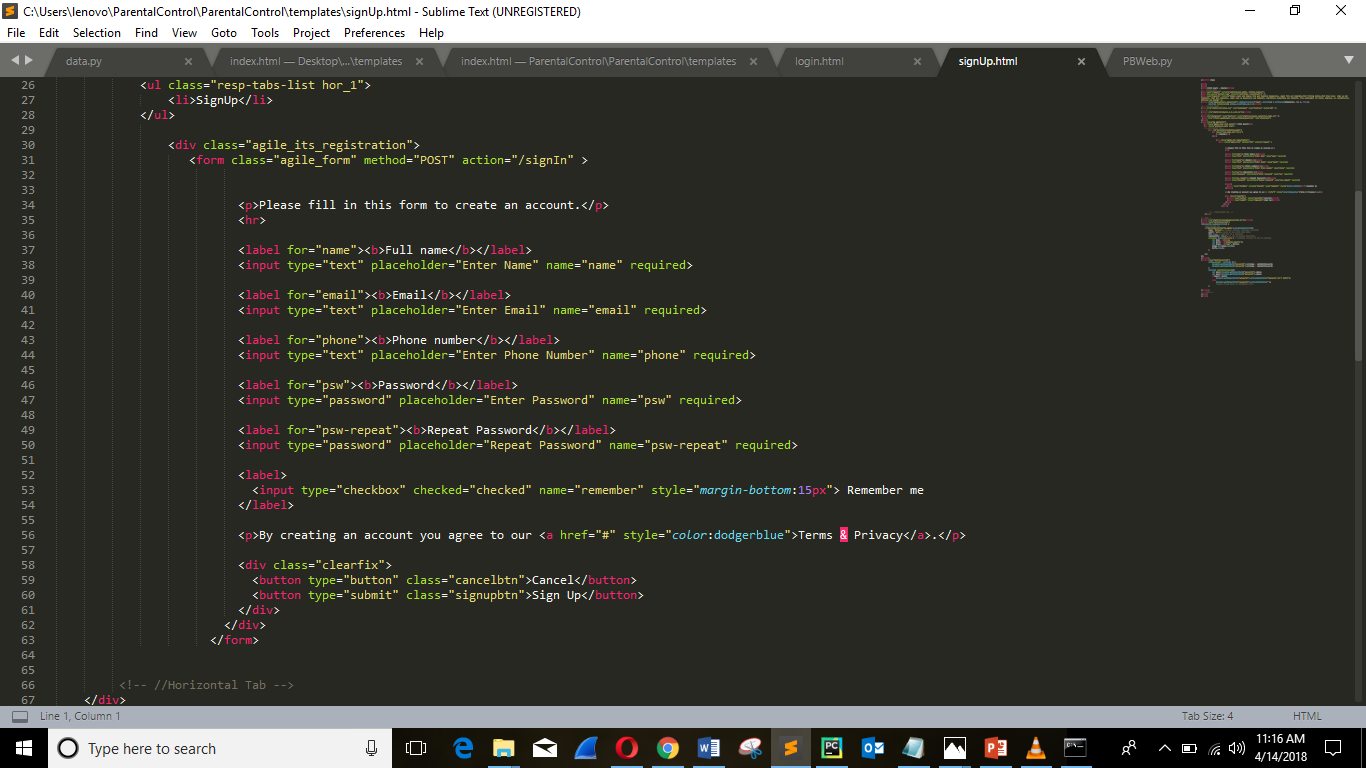 C:\Users\lenovo\ParentalControl\ParentalControl\templates\signUp.html - Sublime Text (UNREGISTERED)
File Edit Selection Find View Goto Tools Project Preferences Help
data.py index.html — Desktop\...\templates index.html — ParentalControl\ParentalControl\templates login.html signUp.html PBWeb.py
26 <ul class="resp-tabs-list hor_1">
27 <li>SignUp</li>
28 </ul>
29
30 <div class="agile_its_registration">
31 <form class="agile_form" method="POST" action="/signIn" >
32
33
34 <p>Please fill in this form to create an account.</p>
35 <hr>
36
37 <label for="name"><b>Full name</b></label>
38 <input type="text" placeholder="Enter Name" name="name" required>
39
40 <label for="email"><b>Email</b></label>
41 <input type="text" placeholder="Enter Email" name="email" required>
42
43 <label for="phone"><b>Phone number</b></label>
44 <input type="text" placeholder="Enter Phone Number" name="phone" required>
45
46 <label for="psw"><b>Password</b></label>
47 <input type="password" placeholder="Enter Password" name="psw" required>
48
49 <label for="psw-repeat"><b>Repeat Password</b></label>
50 <input type="password" placeholder="Repeat Password" name="psw-repeat" required>
51
52 <label>
53 <input type="checkbox" checked="checked" name="remember" style="margin-bottom:15px"> Remember me
54 </label>
55
56 <p>By creating an account you agree to our <a href="#" style="color:dodgerblue">Terms & Privacy</a>.</p>
57
58 <div class="clearfix">
59 <button type="button" class="cancelbtn">Cancel</button>
60 <button type="submit" class="signupbtn">Sign Up</button>
61 </div>
62 </div>
63 </form>
64
65
66 <!-- //Horizontal Tab -->
67 </div>
Line 1, Column 1 Tab Size: 4 HTML
Type here to search
11:16 AM
4/14/2018